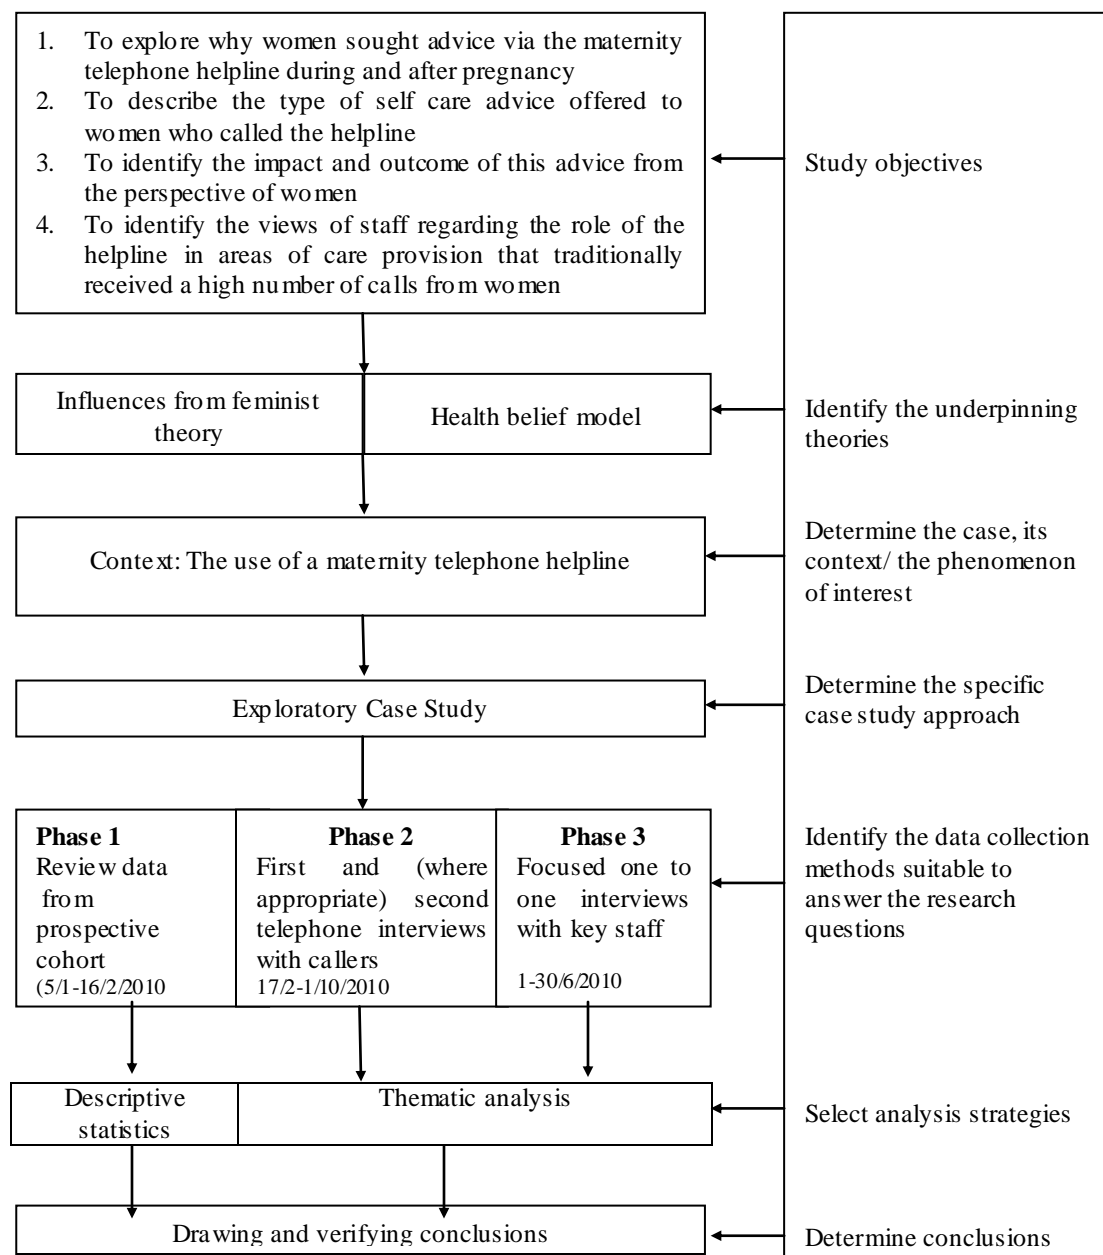 1. To explore why women sought advice via the maternity
telephone helpline during and after pregnancy
2. To describe the type of self care advice offered to
women who called the helpline
3. To identify the impact and outcome of this advice from
the perspective of women
4. To identify the views of staff regarding the role of the
helpline in areas of care provision that traditionally
received a high number of calls from women
Study objectives
Influences from feminist
theory
Health belief model
Identify the underpinning
theories
Context: The use of a maternity telephone helpline
Determine the case, its
context/ the phenomenon
of interest
Exploratory Case Study
Determine the specific
case study approach
Phase 1
Review data
from
prospective
cohort
(5/1-16/2/2010
Phase 2
First and (where
appropriate) second
telephone interviews
with callers
17/2-1/10/2010
Phase 3
Focused one to
one interviews
with key staff
1-30/6/2010
Identify the data collection
methods suitable to
answer the research
questions
Descriptive
statistics
Thematic analysis
Select analysis strategies
Drawing and verifying conclusions
Determine conclusions